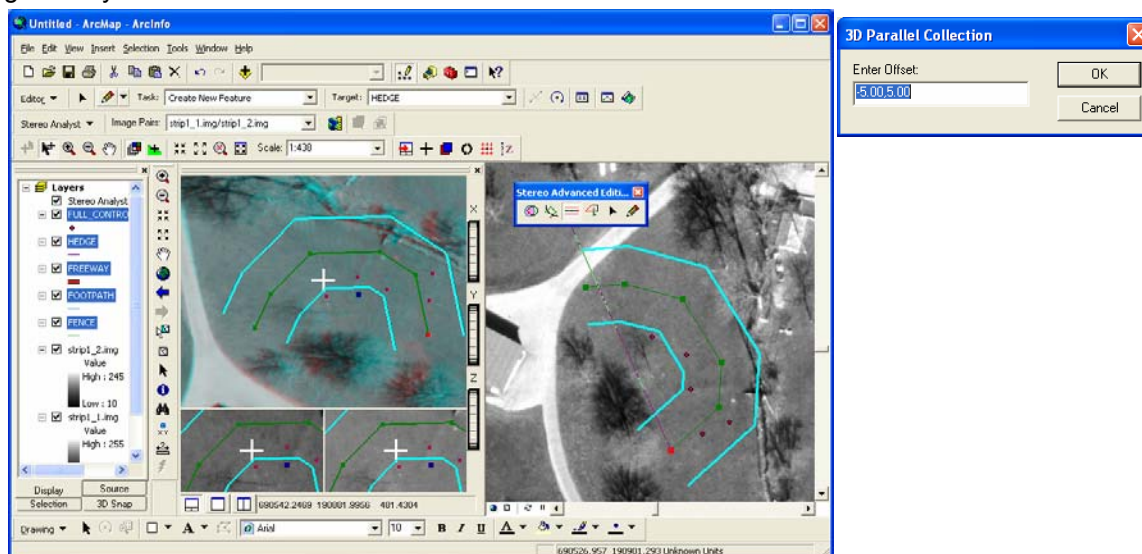 Untitled - ArcMap - ArcInfo
File Edit View Insert Selection Tools Window Help
Editor Task: Create New Feature Target: HEDGE
Stereo Analyst Image Pairs: strip1_1.img/strip1_2.img
Scale: 1:438
Layers
Stereo Analyst
FULL_CONTRO
HEDGE
FREEWAY
FOOTPATH
FENCE
strip1_2.img
Value
High : 245
Low : 10
strip1_1.img
Value
High : 255
Display Source
Selection 3D Snap
X
Y
Z
Stereo Advanced Editi...
690542.2469 190881.9956 401.4304
Drawing A Arial 10 B I U A
690526.957 190901.293 Unknown Units
3D Parallel Collection
Enter Offset:
-5.00,5.00
OK
Cancel